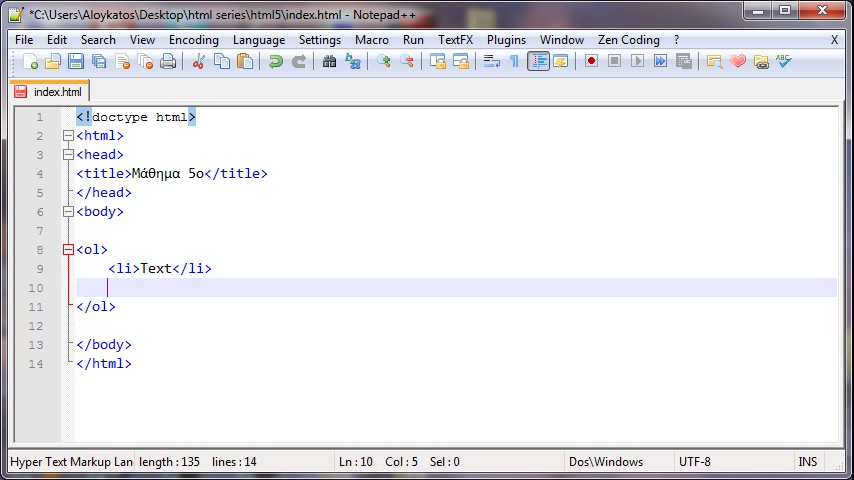 *C:\Users\Aloykatos\Desktop\html series\html5\index.html - Notepad++
File Edit Search View Encoding Language Settings Macro Run TextFX Plugins Window Zen Coding ? X
ABC
index.html
1 <!doctype html>
2 <html>
3 <head>
4 <title>Μάθημα 5ο</title>
5 </head>
6 <body>
7
8 <ol>
9 <li>Text</li>
10
11 </ol>
12
13 </body>
14 </html>
Hyper Text Markup Lan length : 135 lines : 14 Ln : 10 Col : 5 Sel : 0 Dos\Windows UTF-8 INS